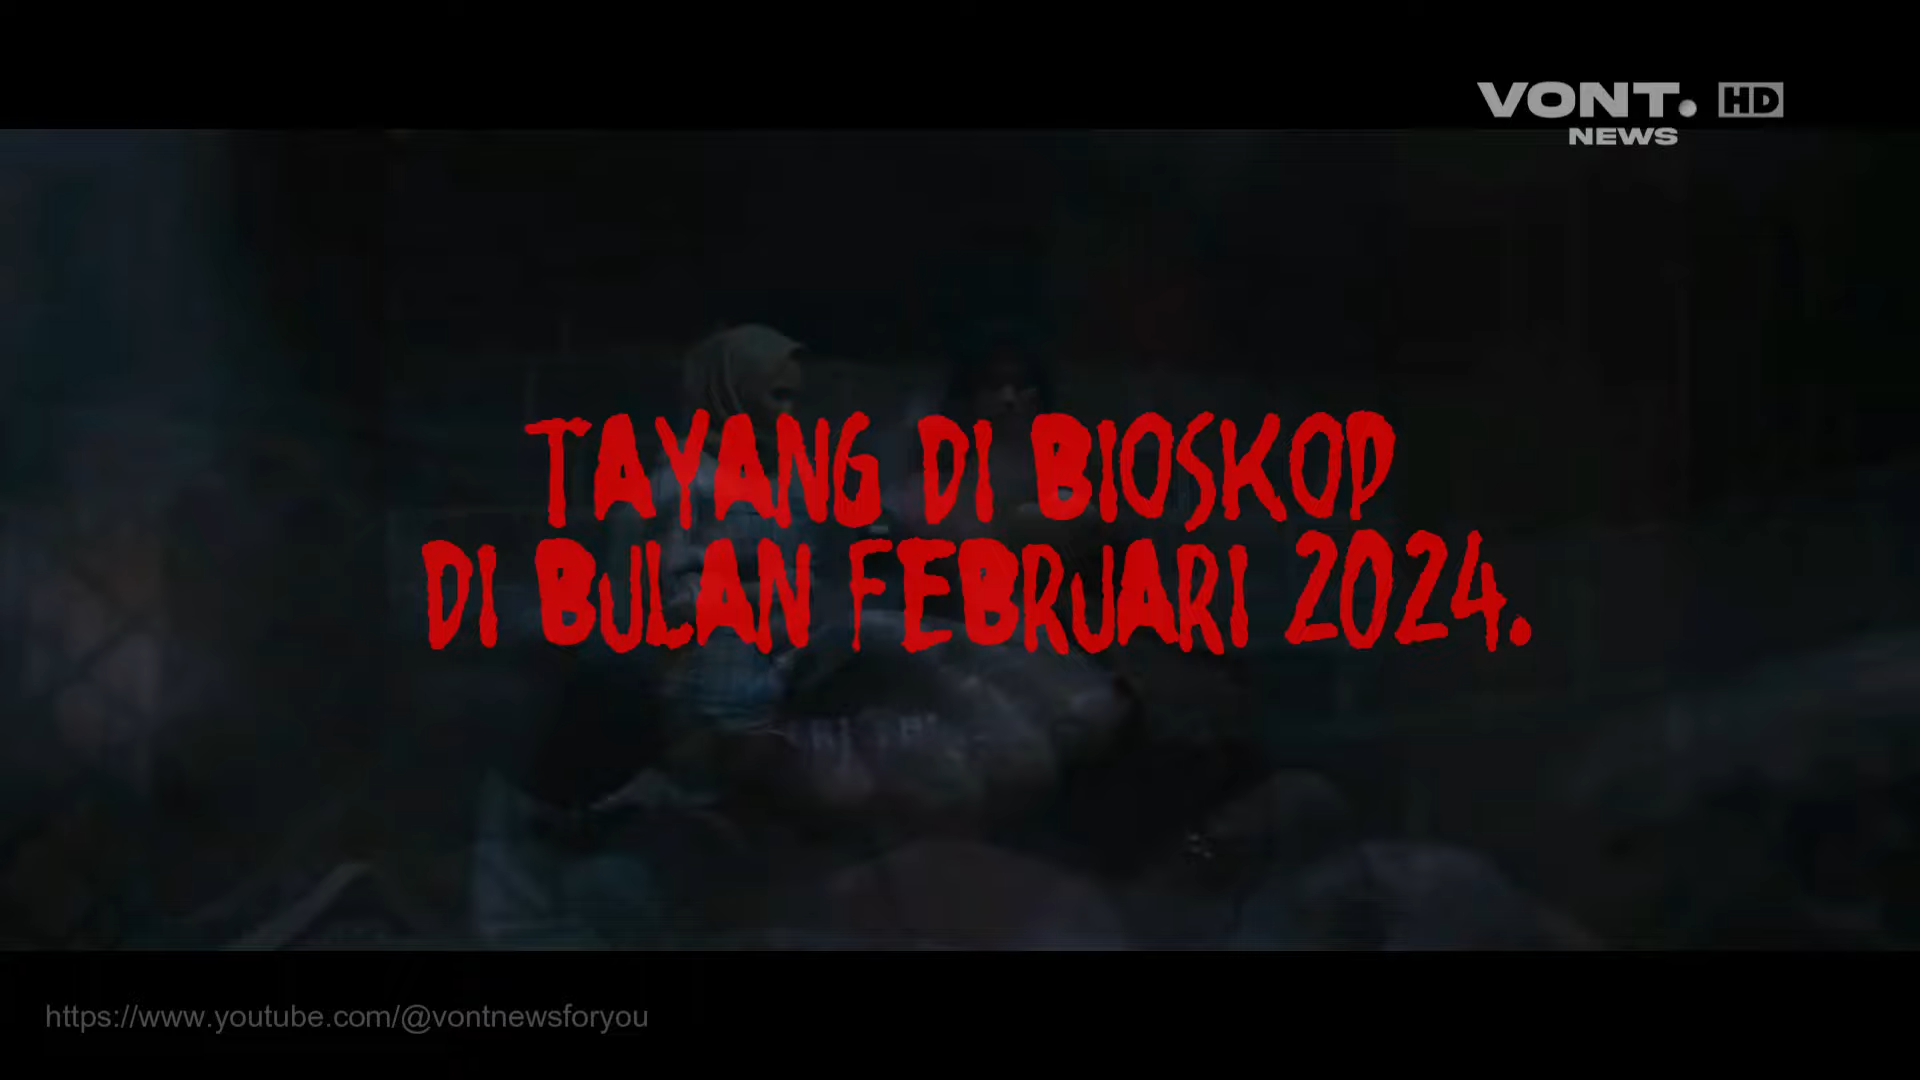 VONT. HD
NEWS
TAYANG DI BIOSKOP
DI BULAN FEBRUARI 2024.
https://www.youtube.com/@vontnewsforyou